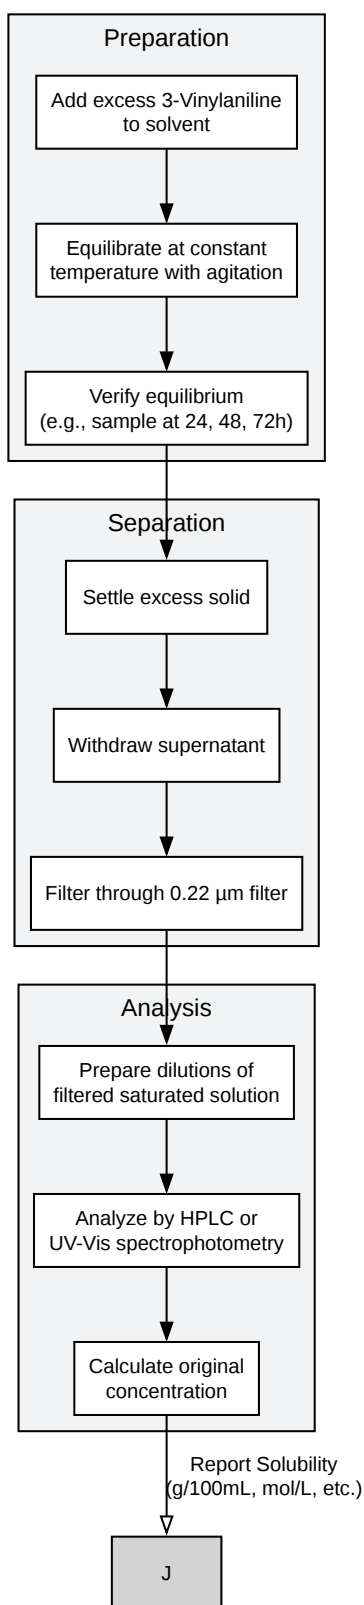 Preparation
Add excess 3-Vinylaniline
to solvent
Equilibrate at constant
temperature with agitation
Verify equilibrium
(e.g., sample at 24, 48, 72h)
Separation
Settle excess solid
Withdraw supernatant
Filter through 0.22 µm filter
Analysis
Prepare dilutions of
filtered saturated solution
Analyze by HPLC or
UV-Vis spectrophotometry
Calculate original
concentration
Report Solubility
(g/100mL, mol/L, etc.)
J